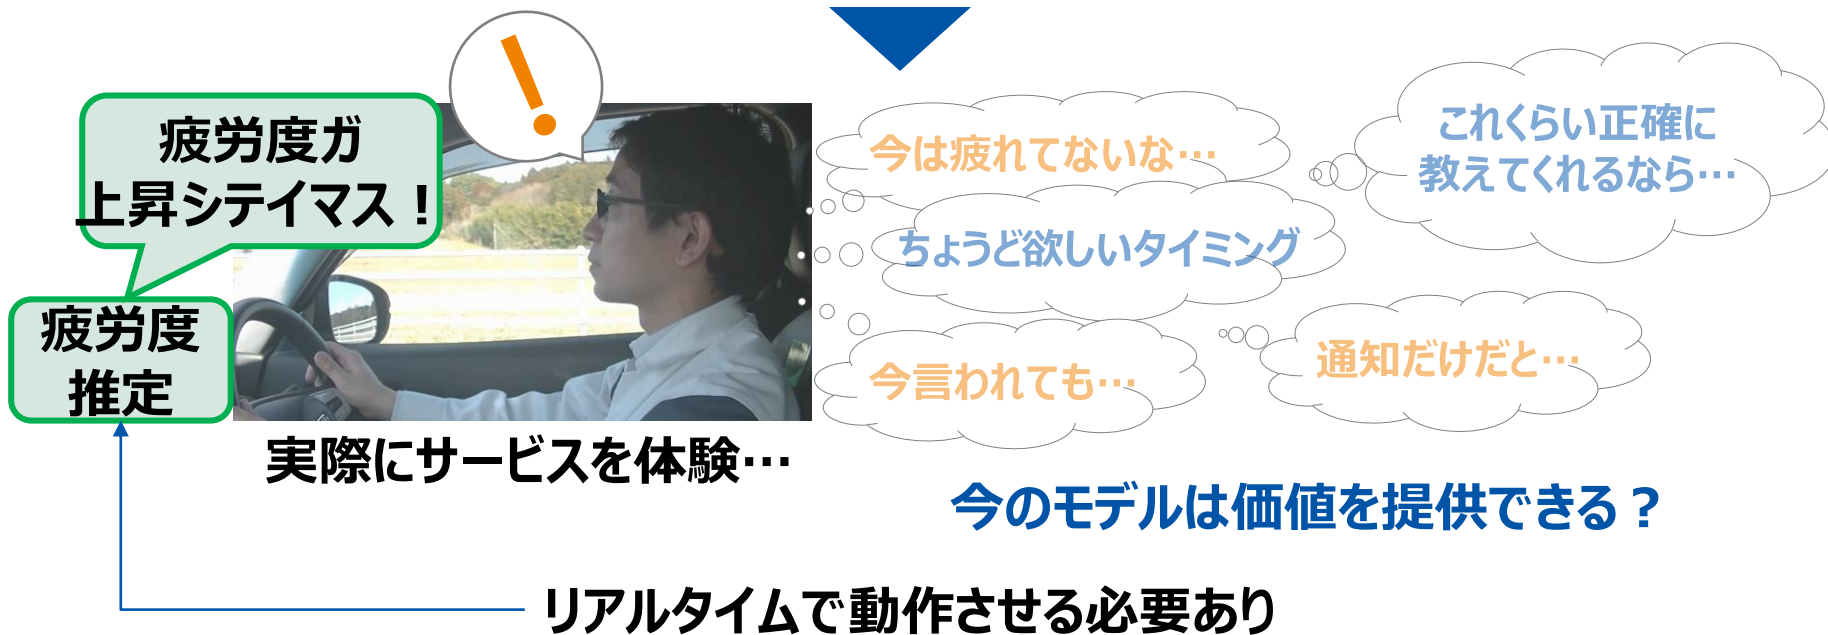 ！
疲労度ガ
上昇シテイマス！
疲労度
推定
今は疲れてないな…
これくらい正確に
教えてくれるなら…
ちょうど欲しいタイミング
今言われても…
通知だけだと…
実際にサービスを体験…
今のモデルは価値を提供できる？
リアルタイムで動作させる必要あり